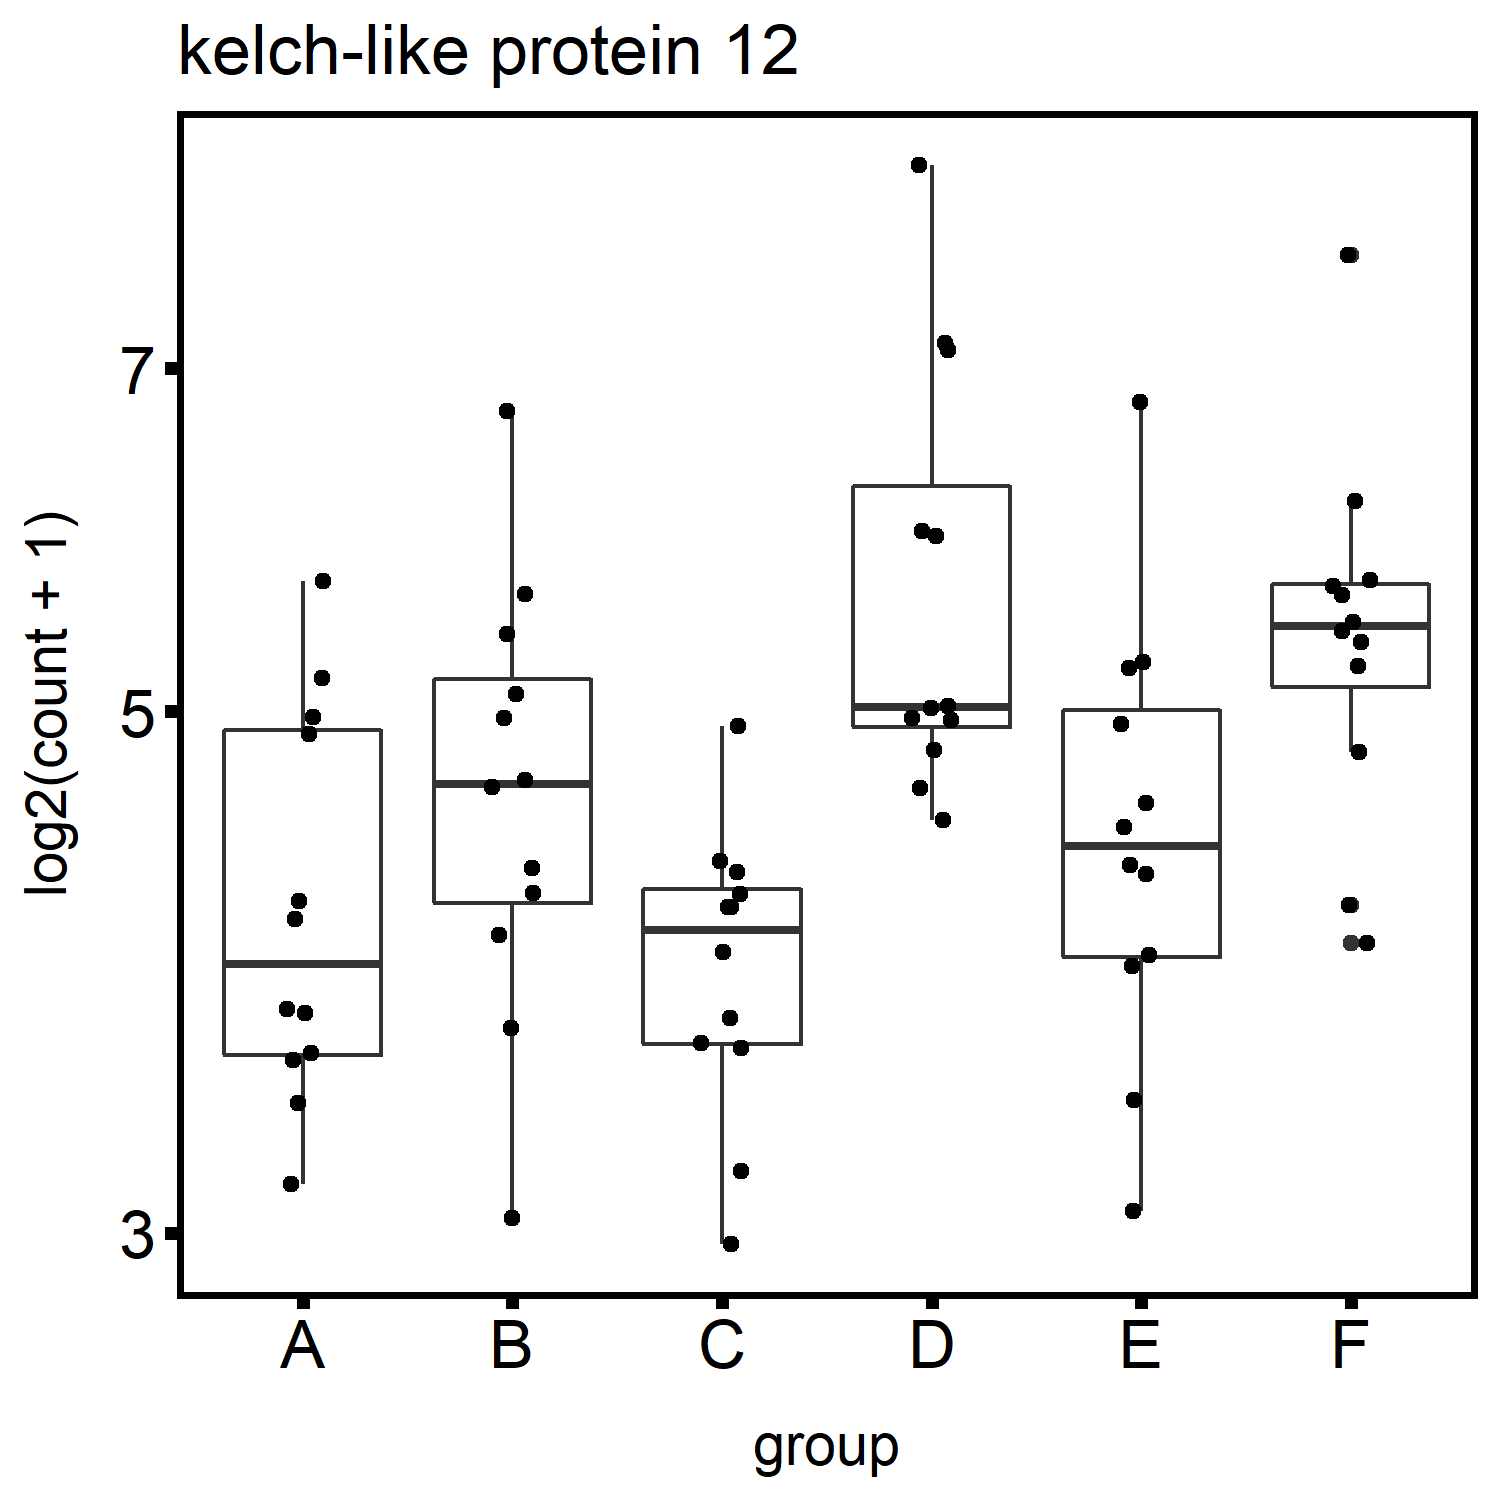 kelch-like protein 12
log2(count + 1)
7
5
3
A B C D E F
group